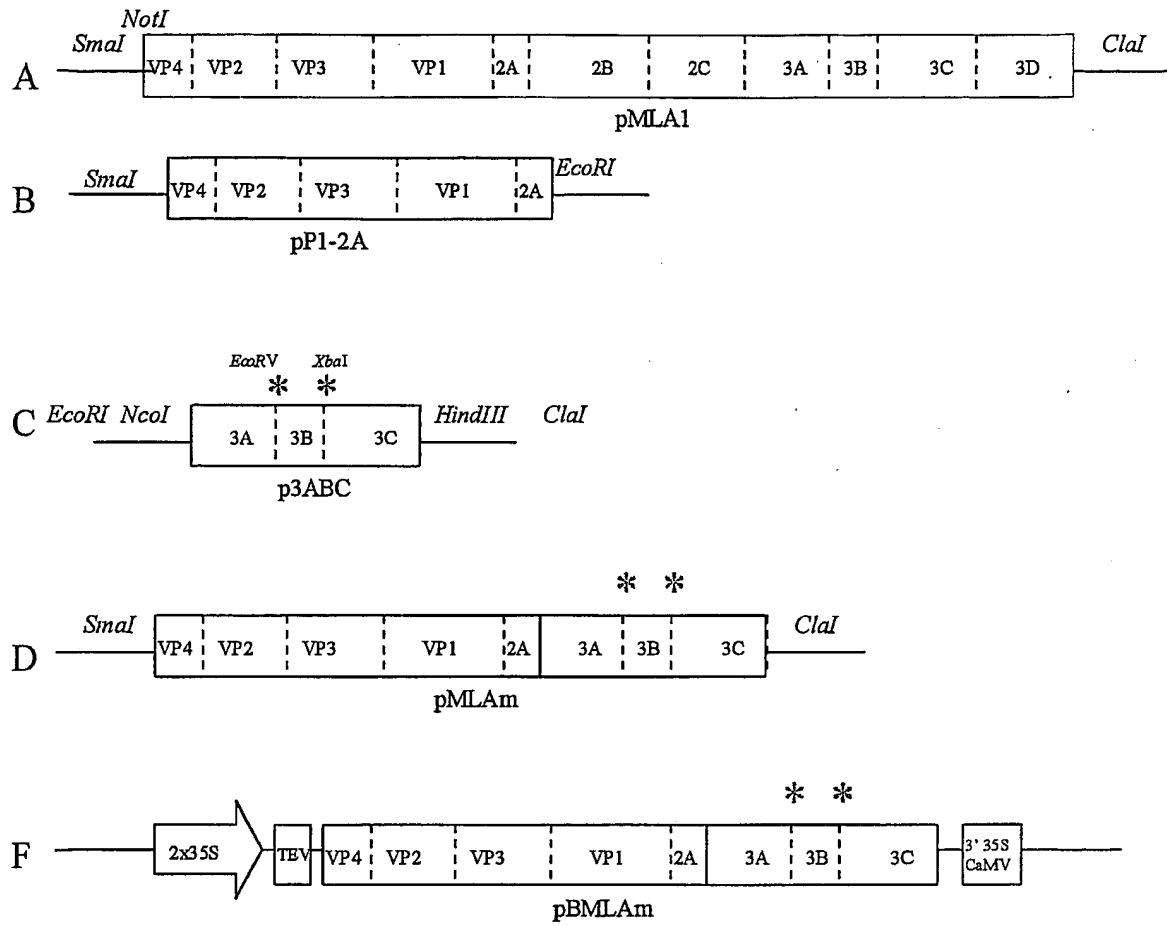 NotI
SmaI
ClaI
A
VP4 VP2 VP3 VP1 2A 2B 2C 3A 3B 3C 3D
pMLA1
B
SmaI
VP4 VP2 VP3 VP1 2A
EcoRI
pP1-2A
EcoRV XbaI
* *
C
EcoRI NcoI
3A 3B 3C
HindIII ClaI
p3ABC
* *
D
SmaI
VP4 VP2 VP3 VP1 2A 3A 3B 3C
ClaI
pMLAm
* *
F
2x35S TEV VP4 VP2 VP3 VP1 2A 3A 3B 3C
3' 35S
CaMV
pBMLAm